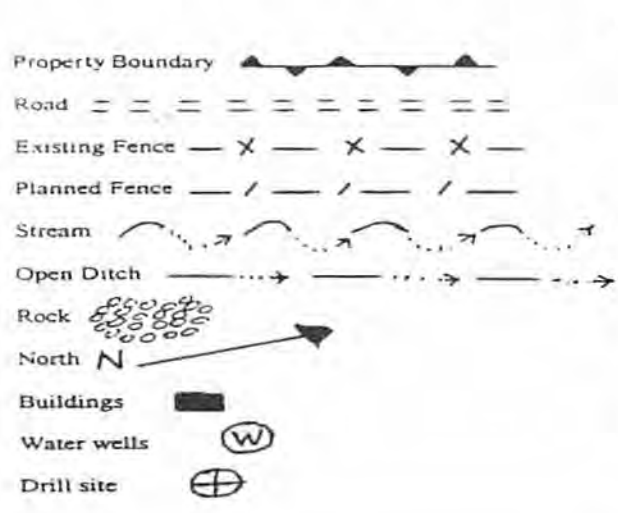 Property Boundary
Road
Existing Fence
Planned Fence
Stream
Open Ditch
Rock
North N
Buildings
Water wells W
Drill site